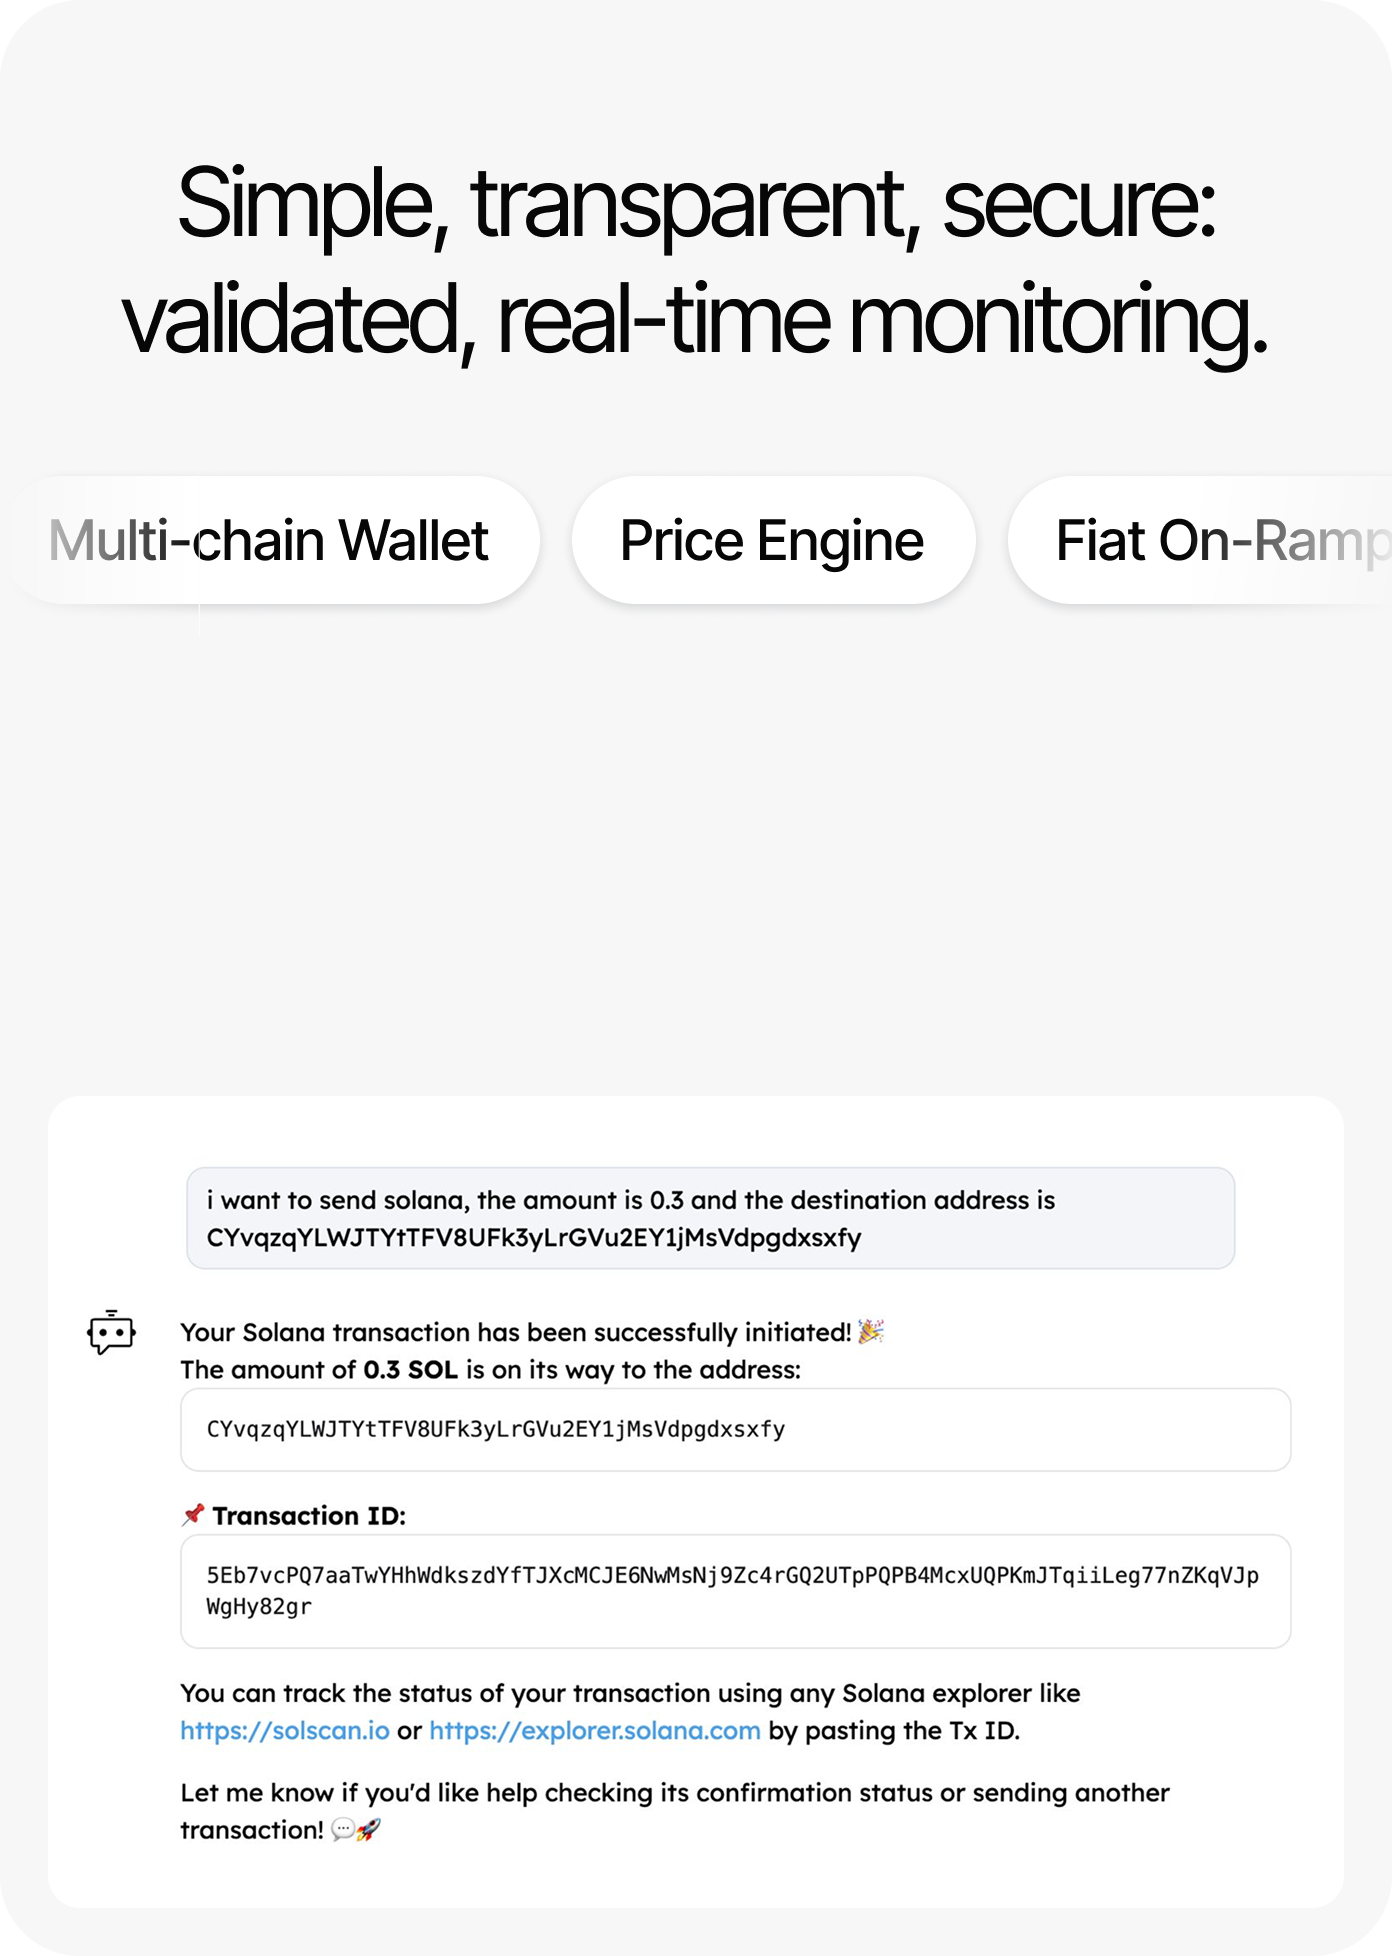 Simple, transparent, secure:
validated, real-time monitoring.
Multi-chain Wallet
Price Engine
Fiat On-Ramp
i want to send solana, the amount is 0.3 and the destination address is
CYvqzqYLWJTYtTFV8UFk3yLrGVu2EY1jMsVdpgdxsxfy
Your Solana transaction has been successfully initiated! 🎉
The amount of 0.3 SOL is on its way to the address:
CYvqzqYLWJTYtTFV8UFk3yLrGVu2EY1jMsVdpgdxsxfy
📌 Transaction ID:
5Eb7vcPQ7aaTwYHhWdkszdYfTJXcMCJE6NwMsNj9Zc4rGQ2UTpPQPB4McxUQPKmJTqiiLeg77nZKqVJp
WgHy82gr
You can track the status of your transaction using any Solana explorer like
https://solscan.io or https://explorer.solana.com by pasting the Tx ID.
Let me know if you'd like help checking its confirmation status or sending another
transaction! 💬🚀